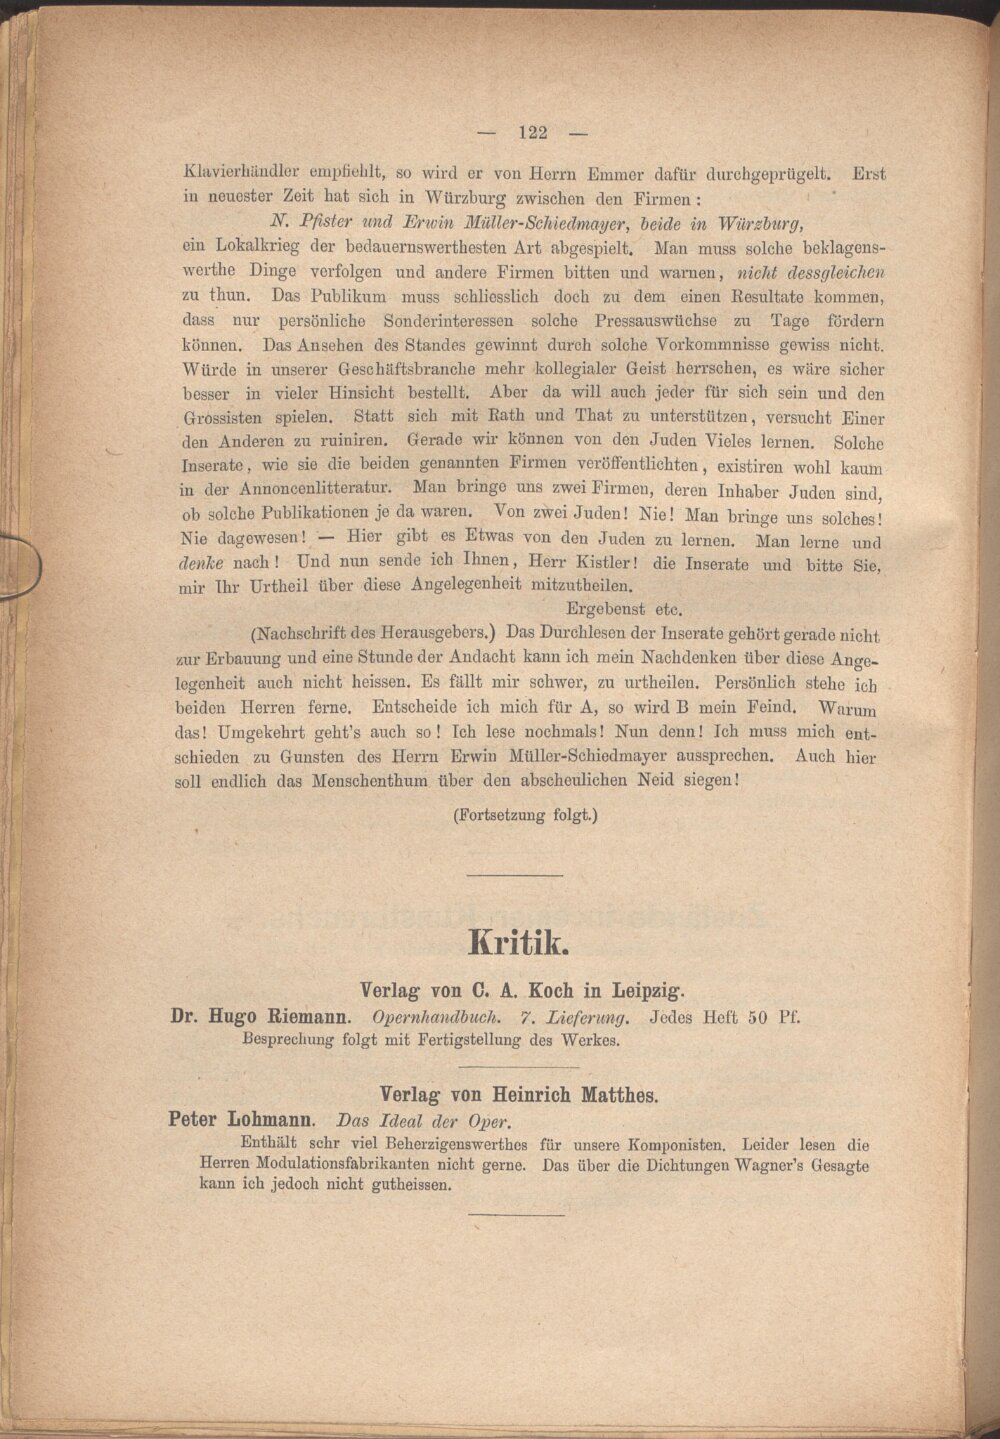 — 122 —
Klavierhändler empfiehlt, so wird er von Herrn Emmer dafür durchgeprügelt. Erst
in neuester Zeit hat sich in Würzburg zwischen den Firmen :
N. Pfister und Erwin Müller-Schiedmayer, beide in Würzburg,
ein Lokalkrieg der bedauernswerthesten Art abgespielt. Man muss solche beklagens-
werthe Dinge verfolgen und andere Firmen bitten und warnen, nicht dessgleichen
zu thun. Das Publikum muss schliesslich doch zu dem einen Resultate kommen,
dass nur persönliche Sonderinteressen solche Pressauswüchse zu Tage fördern
können. Das Ansehen des Standes gewinnt durch solche Vorkommnisse gewiss nicht.
Würde in unserer Geschäftsbranche mehr kollegialer Geist herrschen, es wäre sicher
besser in vieler Hinsicht bestellt. Aber da will auch jeder für sich sein und den
Grossisten spielen. Statt sich mit Rath und That zu unterstützen, versucht Einer
den Anderen zu ruiniren. Gerade wir können von den Juden Vieles lernen. Solche
Inserate, wie sie die beiden genannten Firmen veröffentlichten, existiren wohl kaum
in der Annoncenlitteratur. Man bringe uns zwei Firmen, deren Inhaber Juden sind,
ob solche Publikationen je da waren. Von zwei Juden! Nie! Man bringe uns solches!
Nie dagewesen! — Hier gibt es Etwas von den Juden zu lernen. Man lerne und
denke nach! Und nun sende ich Ihnen, Herr Kistler! die Inserate und bitte Sie,
mir Ihr Urtheil über diese Angelegenheit mitzutheilen.
Ergebenst etc.
(Nachschrift des Herausgebers.) Das Durchlesen der Inserate gehört gerade nicht
zur Erbauung und eine Stunde der Andacht kann ich mein Nachdenken über diese Ange-
legenheit auch nicht heissen. Es fällt mir schwer, zu urtheilen. Persönlich stehe ich
beiden Herren ferne. Entscheide ich mich für A, so wird B mein Feind. Warum
das! Umgekehrt geht's auch so! Ich lese nochmals! Nun denn! Ich muss mich ent-
schieden zu Gunsten des Herrn Erwin Müller-Schiedmayer aussprechen. Auch hier
soll endlich das Menschenthum über den abscheulichen Neid siegen!
(Fortsetzung folgt.)
Kritik.
Verlag von C. A. Koch in Leipzig.
Dr. Hugo Riemann. Opernhandbuch. 7. Lieferung. Jedes Heft 50 Pf.
Besprechung folgt mit Fertigstellung des Werkes.
Verlag von Heinrich Matthes.
Peter Lohmann. Das Ideal der Oper.
Enthält sehr viel Beherzigenswerthes für unsere Komponisten. Leider lesen die
Herren Modulationsfabrikanten nicht gerne. Das über die Dichtungen Wagner's Gesagte
kann ich jedoch nicht gutheissen.